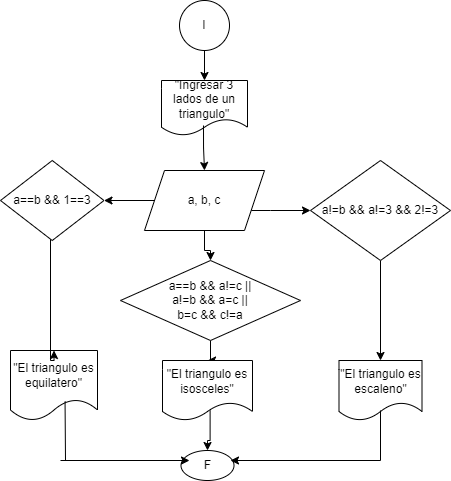 I
"Ingresar 3
lados de un
triangulo"
a==b && 1==3
a, b, c
a!=b && a!=3 && 2!=3
a==b && a!=c ||
a!=b && a=c ||
b=c && c!=a
"El triangulo es
equilatero"
"El triangulo es
isosceles"
"El triangulo es
escaleno"
F